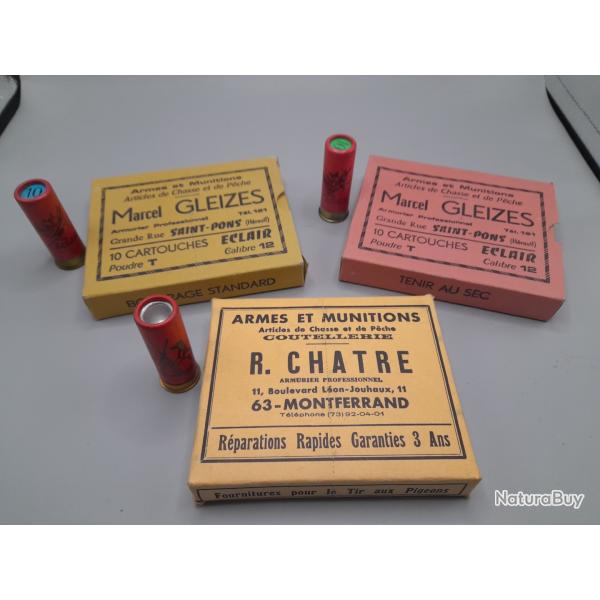 10
Armes et Munitions
Articles de Chasse et de Pêche
Marcel GLEIZES
Armurier Professionnel Tél. 181
Grande Rue SAINT-PONS (Hérault)
10 CARTOUCHES ECLAIR
Poudre T Calibre 12
STANDARD
Armes et Munitions
Articles de Chasse et de Pêche
Marcel GLEIZES
Armurier Professionnel Tél. 181
Grande Rue SAINT-PONS (Hérault)
10 CARTOUCHES ECLAIR
Poudre T Calibre 12
TENIR AU SEC
ARMES ET MUNITIONS
Articles de Chasse et de Pêche
COUTELLERIE
R. CHATRE
ARMURIER PROFESSIONNEL
11, Boulevard Léon-Jouhaux, 11
63-MONTFERRAND
Téléphone (73) 92-04-01
Réparations Rapides Garanties 3 Ans
Fournitures pour le Tir aux Pigeons
NaturaBuy